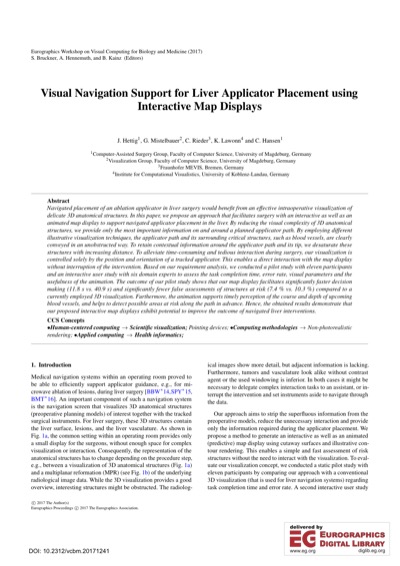 Eurographics Workshop on Visual Computing for Biology and Medicine (2017)
S. Bruckner, A. Hennemuth, and B. Kainz (Editors)
Visual Navigation Support for Liver Applicator Placement using
Interactive Map Displays
J. Hettig1, G. Mistelbauer2, C. Rieder3, K. Lawonn4 and C. Hansen1
1Computer-Assisted Surgery Group, Faculty of Computer Science, University of Magdeburg, Germany
2Visualization Group, Faculty of Computer Science, University of Magdeburg, Germany
3Fraunhofer MEVIS, Bremen, Germany
4Institute for Computational Visualistics, University of Koblenz-Landau, Germany
Abstract
Navigated placement of an ablation applicator in liver surgery would benefit from an effective intraoperative visualization of
delicate 3D anatomical structures. In this paper, we propose an approach that facilitates surgery with an interactive as well as an
animated map display to support navigated applicator placement in the liver. By reducing the visual complexity of 3D anatomical
structures, we provide only the most important information on and around a planned applicator path. By employing different
illustrative visualization techniques, the applicator path and its surrounding critical structures, such as blood vessels, are clearly
conveyed in an unobstructed way. To retain contextual information around the applicator path and its tip, we desaturate these
structures with increasing distance. To alleviate time-consuming and tedious interaction during surgery, our visualization is
controlled solely by the position and orientation of a tracked applicator. This enables a direct interaction with the map display
without interruption of the intervention. Based on our requirement analysis, we conducted a pilot study with eleven participants
and an interactive user study with six domain experts to assess the task completion time, error rate, visual parameters and the
usefulness of the animation. The outcome of our pilot study shows that our map display facilitates significantly faster decision
making (11.8 s vs. 40.9 s) and significantly fewer false assessments of structures at risk (7.4 % vs. 10.3 %) compared to a
currently employed 3D visualization. Furthermore, the animation supports timely perception of the course and depth of upcoming
blood vessels, and helps to detect possible areas at risk along the path in advance. Hence, the obtained results demonstrate that
our proposed interactive map displays exhibit potential to improve the outcome of navigated liver interventions.
CCS Concepts
•Human-centered computing → Scientific visualization; Pointing devices; •Computing methodologies → Non-photorealistic
rendering; •Applied computing → Health informatics;
1. Introduction
Medical navigation systems within an operating room proved to
be able to efficiently support applicator guidance, e.g., for mi-
crowave ablation of lesions, during liver surgery [BBW*14,SPY*15,
BMT*16]. An important component of such a navigation system
is the navigation screen that visualizes 3D anatomical structures
(preoperative planning models) of interest together with the tracked
surgical instruments. For liver surgery, these 3D structures contain
the liver surface, lesions, and the liver vasculature. As shown in
Fig. 1a, the common setting within an operating room provides only
a small display for the surgeons, without enough space for complex
visualization or interaction. Consequently, the representation of the
anatomical structures has to change depending on the procedure step,
e.g., between a visualization of 3D anatomical structures (Fig. 1a)
and a multiplanar reformation (MPR) (see Fig. 1b) of the underlying
radiological image data. While the 3D visualization provides a good
overview, interesting structures might be obstructed. The radiolog-
ical images show more detail, but adjacent information is lacking.
Furthermore, tumors and vasculature look alike without contrast
agent or the used windowing is inferior. In both cases it might be
necessary to delegate complex interaction tasks to an assistant, or in-
terrupt the intervention and set instruments aside to navigate through
the data.
Our approach aims to strip the superfluous information from the
preoperative models, reduce the unnecessary interaction and provide
only the information required during the applicator placement. We
propose a method to generate an interactive as well as an animated
(predictive) map display using cutaway surfaces and illustrative con-
tour rendering. This enables a simple and fast assessment of risk
structures without the need to interact with the visualization. To eval-
uate our visualization concept, we conducted a static pilot study with
eleven participants by comparing our approach with a conventional
3D visualization (that is used for liver navigation systems) regarding
task completion time and error rate. A second interactive user study
© 2017 The Author(s)
Eurographics Proceedings © 2017 The Eurographics Association.
DOI: 10.2312/vcbm.20171241
delivered by
EG EUROGRAPHICS
DIGITAL LIBRARY
www.eg.org diglib.eg.org